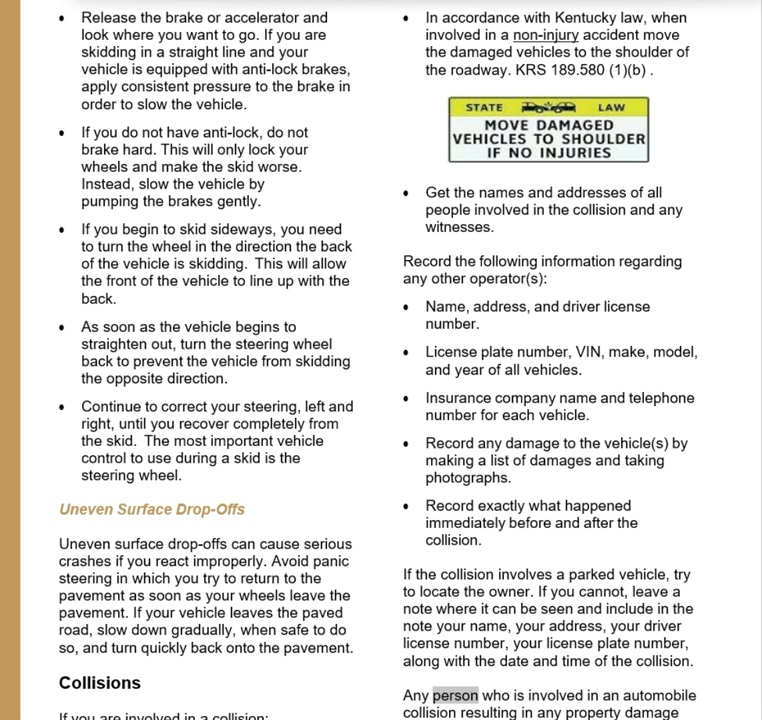 • Release the brake or accelerator and
look where you want to go. If you are
skidding in a straight line and your
vehicle is equipped with anti-lock brakes,
apply consistent pressure to the brake in
order to slow the vehicle.
• If you do not have anti-lock, do not
brake hard. This will only lock your
wheels and make the skid worse.
Instead, slow the vehicle by
pumping the brakes gently.
• If you begin to skid sideways, you need
to turn the wheel in the direction the back
of the vehicle is skidding. This will allow
the front of the vehicle to line up with the
back.
• As soon as the vehicle begins to
straighten out, turn the steering wheel
back to prevent the vehicle from skidding
the opposite direction.
• Continue to correct your steering, left and
right, until you recover completely from
the skid. The most important vehicle
control to use during a skid is the
steering wheel.
Uneven Surface Drop-Offs
Uneven surface drop-offs can cause serious
crashes if you react improperly. Avoid panic
steering in which you try to return to the
pavement as soon as your wheels leave the
pavement. If your vehicle leaves the paved
road, slow down gradually, when safe to do
so, and turn quickly back onto the pavement.
Collisions
If you are involved in a collision:
• In accordance with Kentucky law, when
involved in a non-injury accident move
the damaged vehicles to the shoulder of
the roadway. KRS 189.580 (1)(b) .
STATE LAW
MOVE DAMAGED
VEHICLES TO SHOULDER
IF NO INJURIES
• Get the names and addresses of all
people involved in the collision and any
witnesses.
Record the following information regarding
any other operator(s):
• Name, address, and driver license
number.
• License plate number, VIN, make, model,
and year of all vehicles.
• Insurance company name and telephone
number for each vehicle.
• Record any damage to the vehicle(s) by
making a list of damages and taking
photographs.
• Record exactly what happened
immediately before and after the
collision.
If the collision involves a parked vehicle, try
to locate the owner. If you cannot, leave a
note where it can be seen and include in the
note your name, your address, your driver
license number, your license plate number,
along with the date and time of the collision.
Any person who is involved in an automobile
collision resulting in any property damage